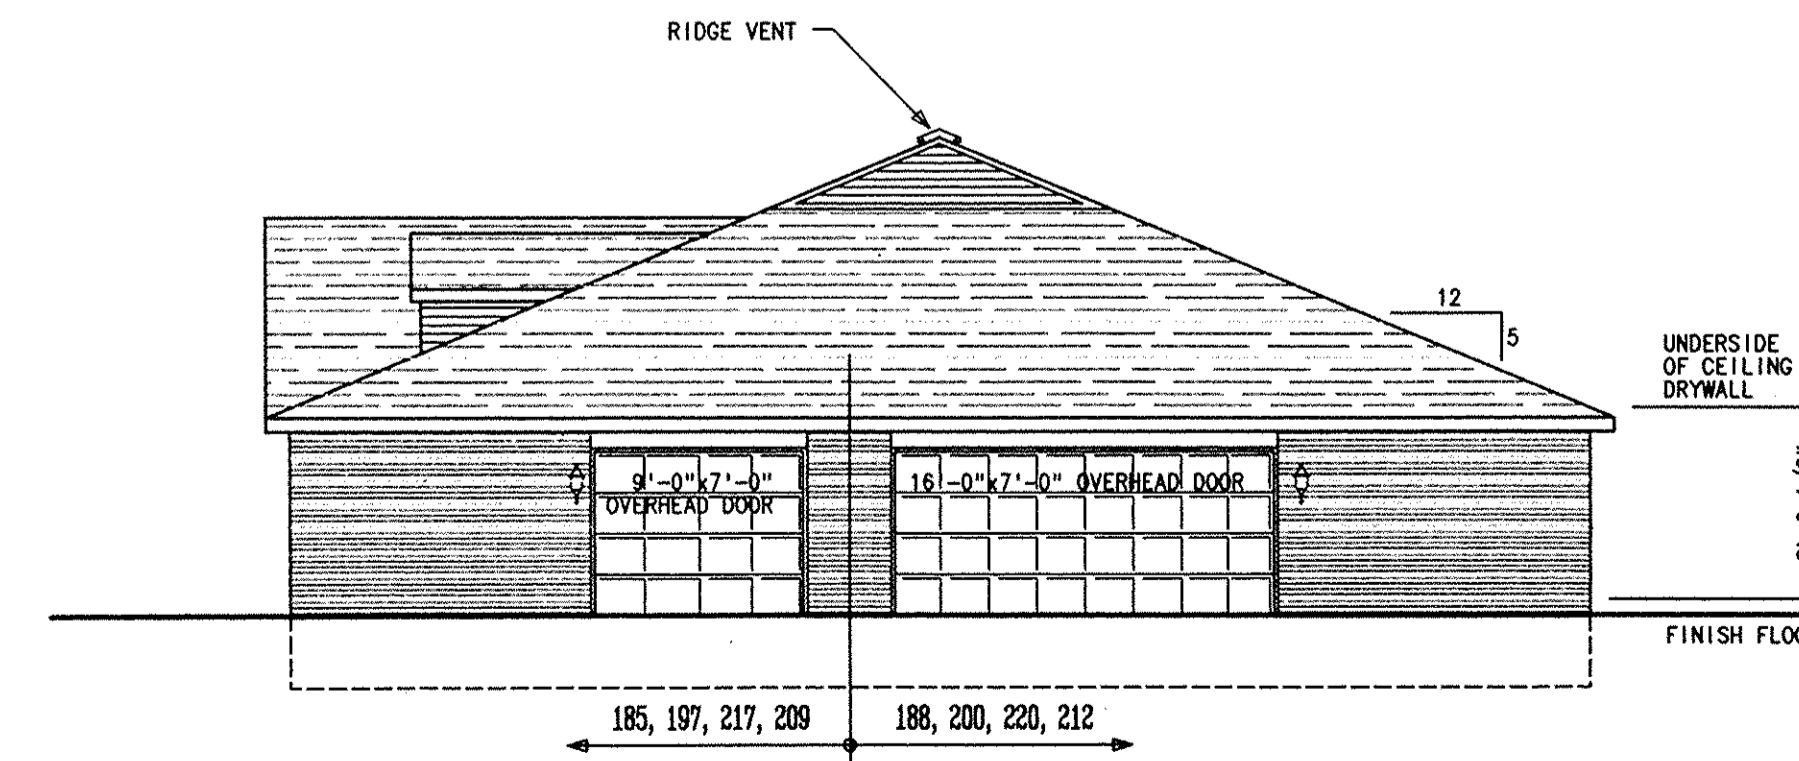 RIDGE VENT
12
5
UNDERSIDE
OF CEILING
DRYWALL
9'-0"x7'-0"
OVERHEAD DOOR
16'-0"x7'-0" OVERHEAD DOOR
FINISH
185, 197, 217, 209
188, 200, 220, 212